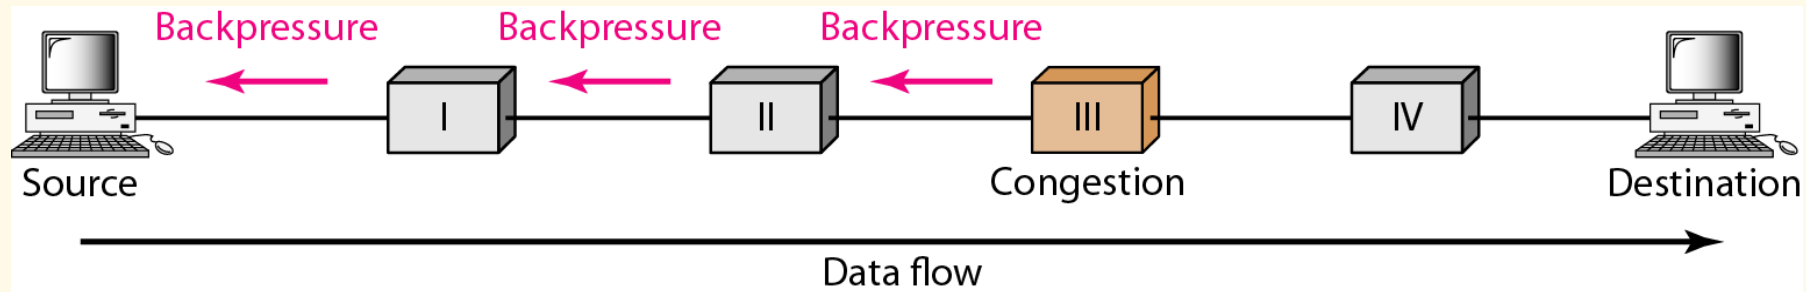 Backpressure Backpressure Backpressure
I II III IV
Source Congestion Destination
Data flow